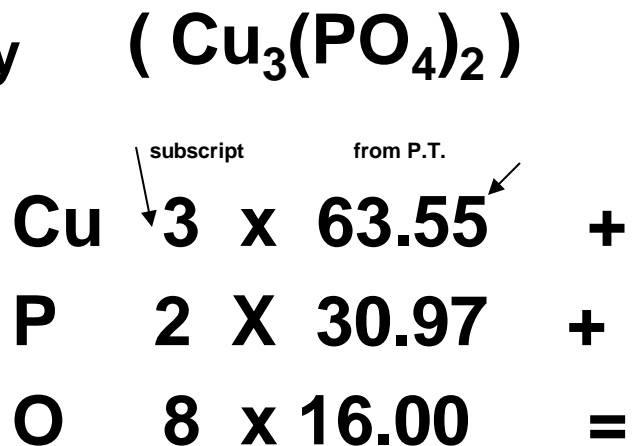 y ( Cu₃(PO₄)₂ )
subscript from P.T.
Cu 3 x 63.55 +
P 2 X 30.97 +
O 8 x 16.00 =